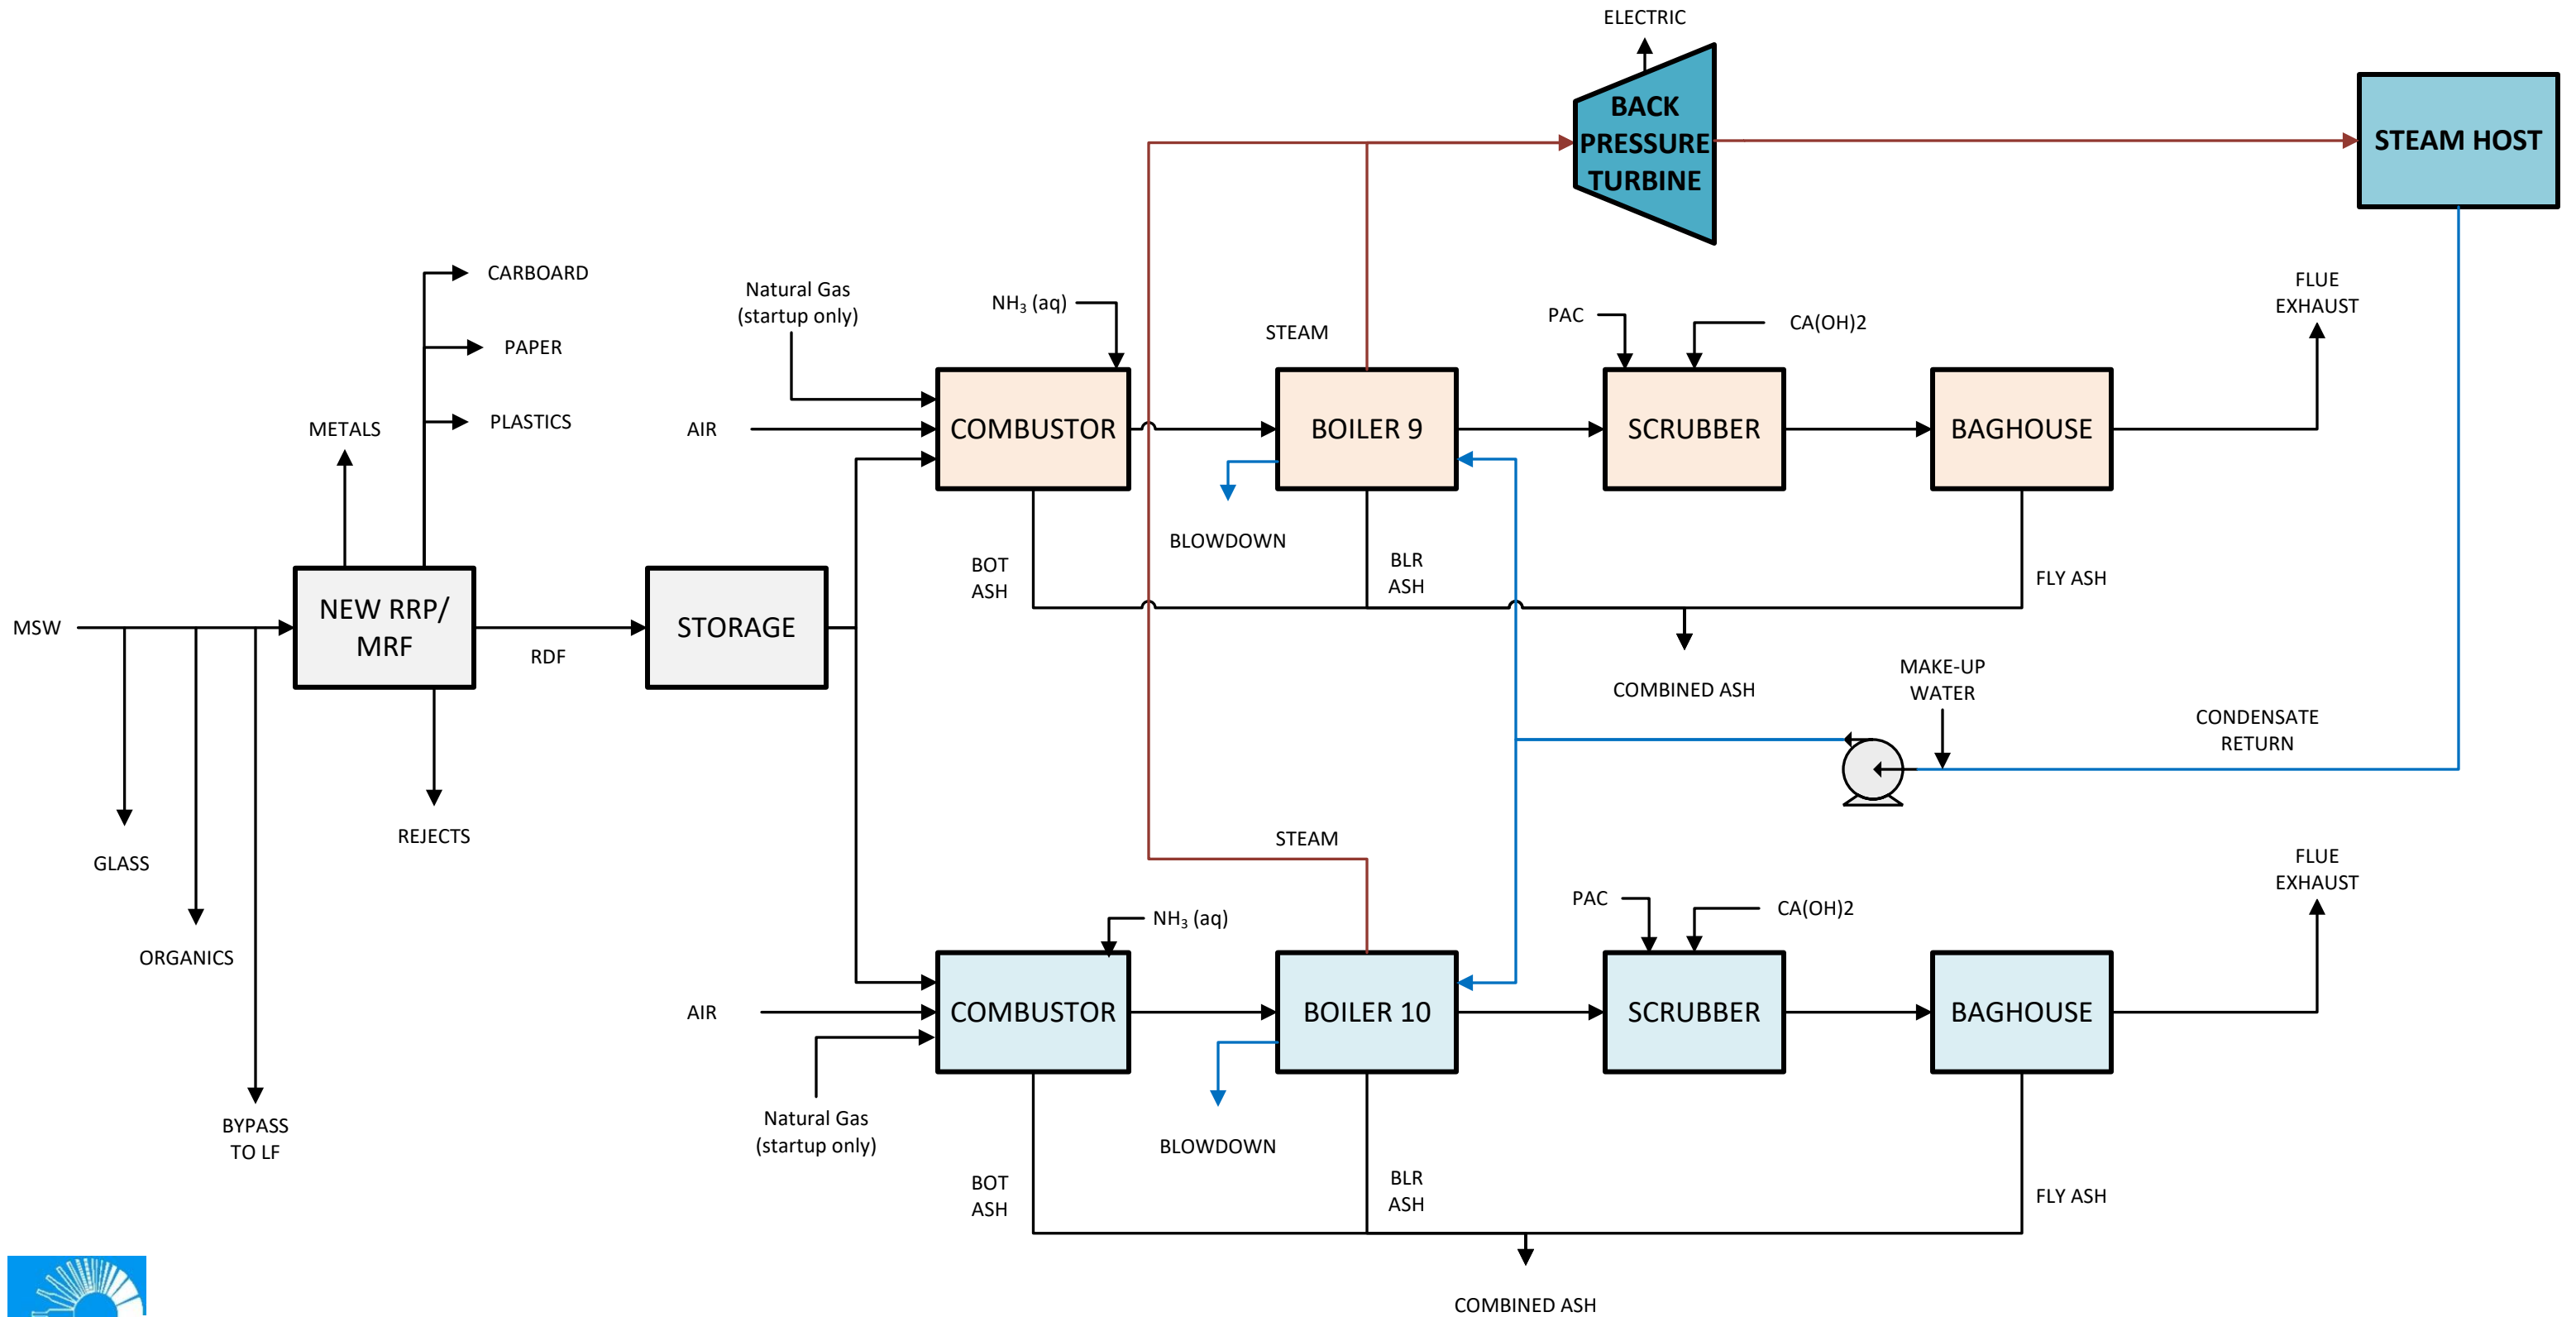 ELECTRIC
BACK
PRESSURE
TURBINE
STEAM HOST
CARBOARD
PAPER
PLASTICS
METALS
Natural Gas
(startup only)
NH₃ (aq)
STEAM
PAC
CA(OH)2
FLUE
EXHAUST
AIR
COMBUSTOR
BOILER 9
SCRUBBER
BAGHOUSE
BLOWDOWN
BOT
ASH
BLR
ASH
FLY ASH
MSW
NEW RRP/
MRF
RDF
STORAGE
COMBINED ASH
MAKE-UP
WATER
CONDENSATE
RETURN
GLASS
ORGANICS
BYPASS
TO LF
REJECTS
STEAM
NH₃ (aq)
PAC
CA(OH)2
FLUE
EXHAUST
AIR
COMBUSTOR
BOILER 10
SCRUBBER
BAGHOUSE
Natural Gas
(startup only)
BLOWDOWN
BOT
ASH
BLR
ASH
FLY ASH
COMBINED ASH